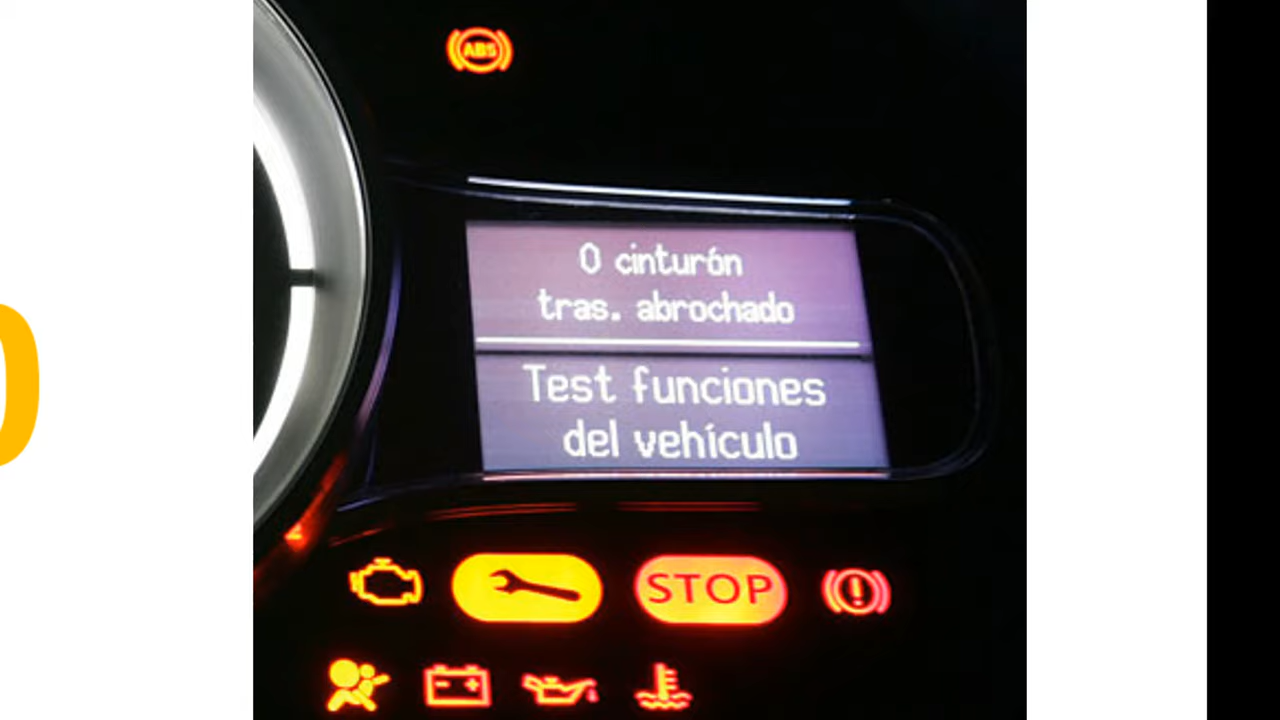 ABS
0 cinturón
tras. abrochado
Test funciones
del vehículo
STOP